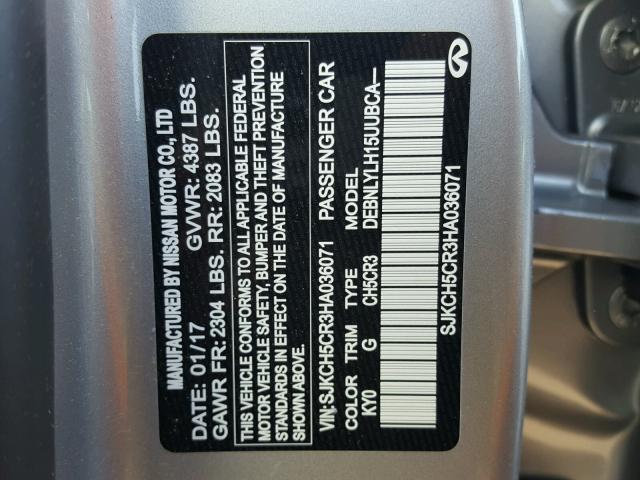 MANUFACTURED BY NISSAN MOTOR CO., LTD
DATE: 01/17 GVWR: 4387 LBS.
GAWR FR: 2304 LBS. RR: 2083 LBS.
THIS VEHICLE CONFORMS TO ALL APPLICABLE FEDERAL
MOTOR VEHICLE SAFETY, BUMPER AND THEFT PREVENTION
STANDARDS IN EFFECT ON THE DATE OF MANUFACTURE
SHOWN ABOVE.
VIN:SJKCH5CR3HA036071 PASSENGER CAR
COLOR TRIM TYPE MODEL
KY0 G CH5CR3 DEBNLYLH15UUBCA—
SJKCH5CR3HA036071